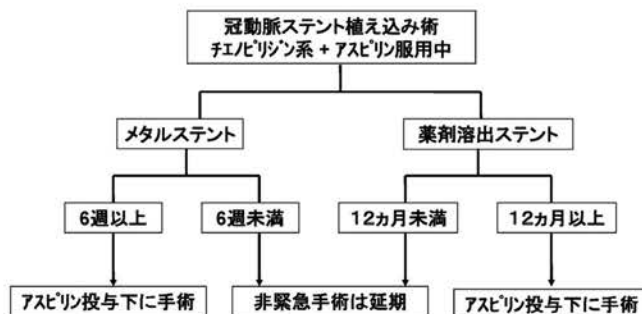 冠動脈ステント植え込み術
ﾁｴﾉﾋﾟﾘｼﾞﾝ系 + ｱｽﾋﾟﾘﾝ服用中
メタルステント
薬剤溶出ステント
6週以上
6週未満
12ヵ月未満
12ヵ月以上
ｱｽﾋﾟﾘﾝ投与下に手術
非緊急手術は延期
ｱｽﾋﾟﾘﾝ投与下に手術